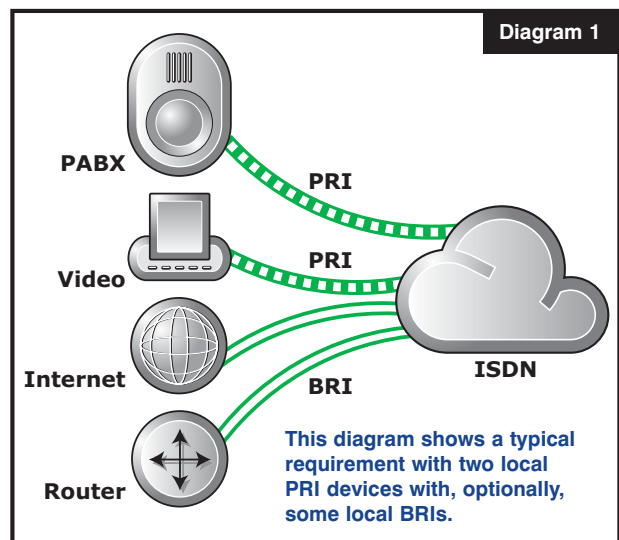 Diagram 1
PABX
PRI
Video
PRI
Internet
BRI
ISDN
Router
This diagram shows a typical
requirement with two local
PRI devices with, optionally,
some local BRIs.